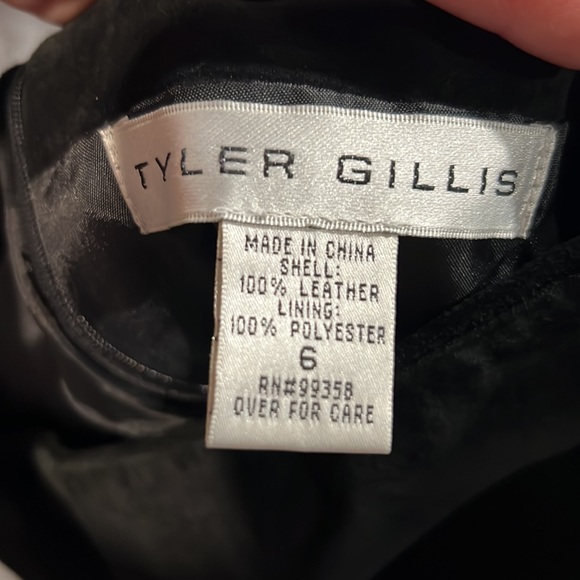 TYLER GILLIS
MADE IN CHINA
SHELL:
100% LEATHER
LINING:
100% POLYESTER
6
RN#99358
OVER FOR CARE